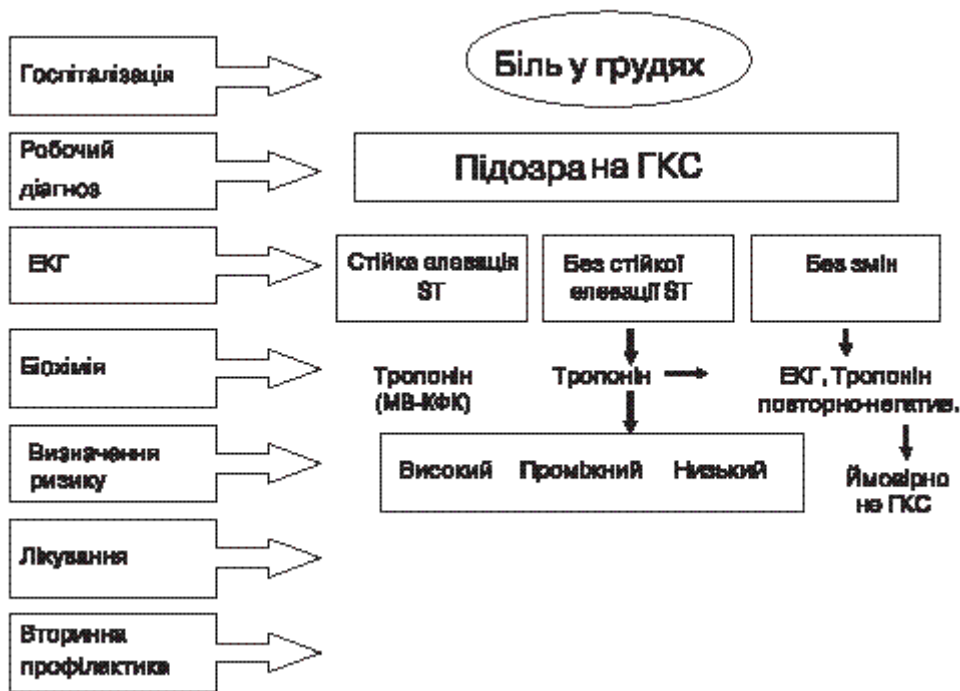 Госпіталізація
Біль у грудях
Робочий
діагноз
Підозра на ГКС
ЕКГ
Стійка елевація
ST
Без стійкої
елевації ST
Без змін
Біохімія
Тропонін
(МВ-КФК)
Тропонін
ЕКГ, Тропонін
повторно-негатив.
Визначення
ризику
Високий Проміжний Низький
Ймовірно
не ГКС
Лікування
Вторинна
профілактика